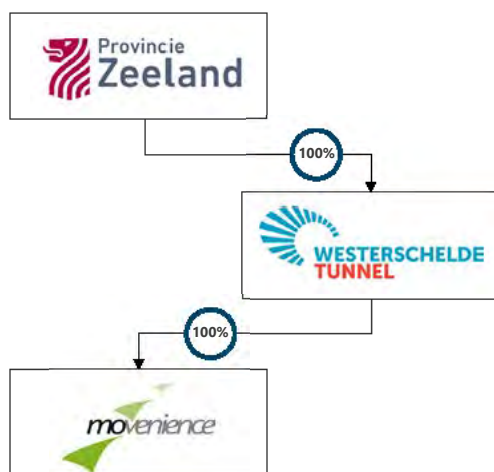 Provincie
Zeeland
100%
WESTERSCHELDE
TUNNEL
100%
movenience